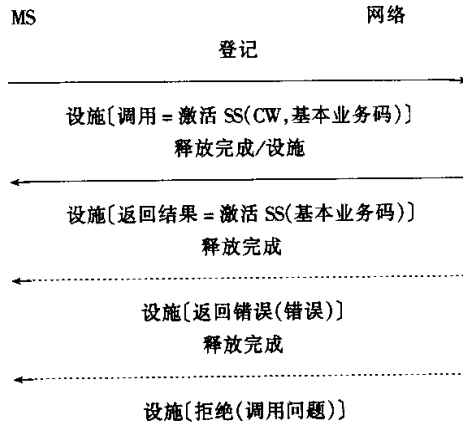 MS 网络
登记
设施〔调用=激活 SS(CW,基本业务码)〕
释放完成/设施
设施〔返回结果=激活 SS(基本业务码)〕
释放完成
设施〔返回错误(错误)〕
释放完成
设施〔拒绝(调用问题)〕